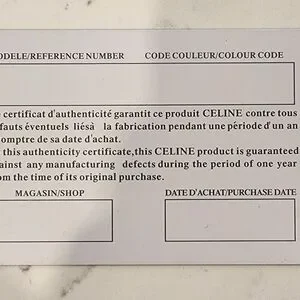 ODELE/REFERENCE NUMBER CODE COULEUR/COLOUR CODE
certificat d'authenticité garantit ce produit CELINE contre tous
fauts éventuels liésà la fabrication pendant une période d'un an
omptre de sa date d'achat.
this authenticity certificate,this CELINE product is guaranteed
ainst any manufacturing defects during the period of one year
om the time of its original purchase.
MAGASIN/SHOP DATE D'ACHAT/PURCHASE DATE